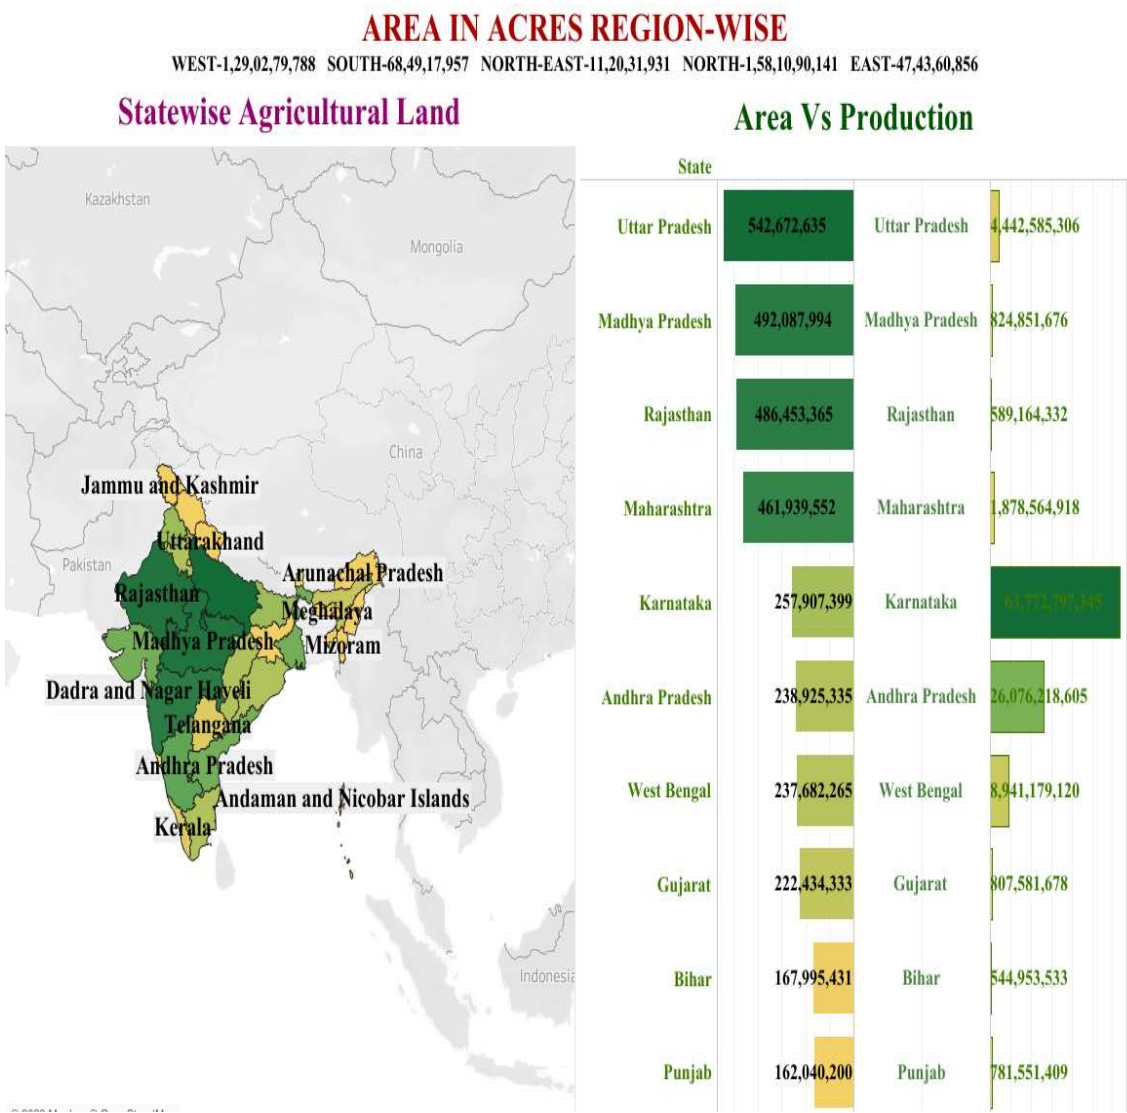 AREA IN ACRES REGION-WISE
WEST-1,29,02,79,788 SOUTH-68,49,17,957 NORTH-EAST-11,20,31,931 NORTH-1,58,10,90,141 EAST-47,43,60,856
Statewise Agricultural Land
Kazakhstan
Mongolia
China
Jammu and Kashmir
Uttarakhand
Pakistan
Arunachal Pradesh
Rajasthan
Meghalaya
Madhya Pradesh
Mizoram
Dadra and Nagar Haveli
Telangana
Andhra Pradesh
Andaman and Nicobar Islands
Kerala
Indonesia
Area Vs Production
State
Uttar Pradesh 542,672,635 Uttar Pradesh 4,442,585,306
Madhya Pradesh 492,087,994 Madhya Pradesh 824,851,676
Rajasthan 486,453,365 Rajasthan 589,164,332
Maharashtra 461,939,552 Maharashtra 1,878,564,918
Karnataka 257,907,399 Karnataka 63,772,797,345
Andhra Pradesh 238,925,335 Andhra Pradesh 26,076,218,605
West Bengal 237,682,265 West Bengal 8,941,179,120
Gujarat 222,434,333 Gujarat 807,581,678
Bihar 167,995,431 Bihar 544,953,533
Punjab 162,040,200 Punjab 781,551,409